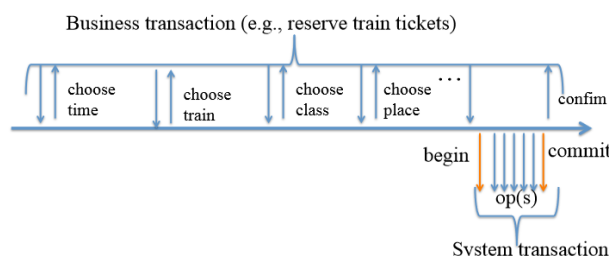 Business transaction (e.g., reserve train tickets)
choose
time
choose
train
choose
class
choose
place
...
confim
begin
commit
op(s)
System transaction